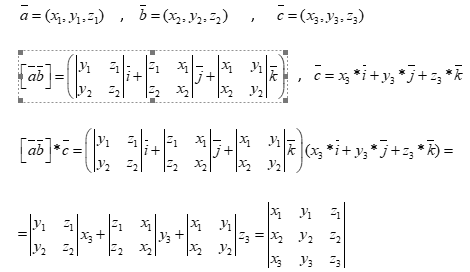 a̅ = (x₁, y₁, z₁) , b̅ = (x₂, y₂, z₂) , c̅ = (x₃, y₃, z₃)
[a̅b̅] = (|y₁ z₁; y₂ z₂| i̅ + |z₁ x₁; z₂ x₂| j̅ + |x₁ y₁; x₂ y₂| k̅) , c̅ = x₃ * i̅ + y₃ * j̅ + z₃ * k̅
[a̅b̅] * c̅ = (|y₁ z₁; y₂ z₂| i̅ + |z₁ x₁; z₂ x₂| j̅ + |x₁ y₁; x₂ y₂| k̅)(x₃ * i̅ + y₃ * j̅ + z₃ * k̅) =
= |y₁ z₁; y₂ z₂| x₃ + |z₁ x₁; z₂ x₂| y₃ + |x₁ y₁; x₂ y₂| z₃ = |x₁ y₁ z₁; x₂ y₂ z₂; x₃ y₃ z₃|